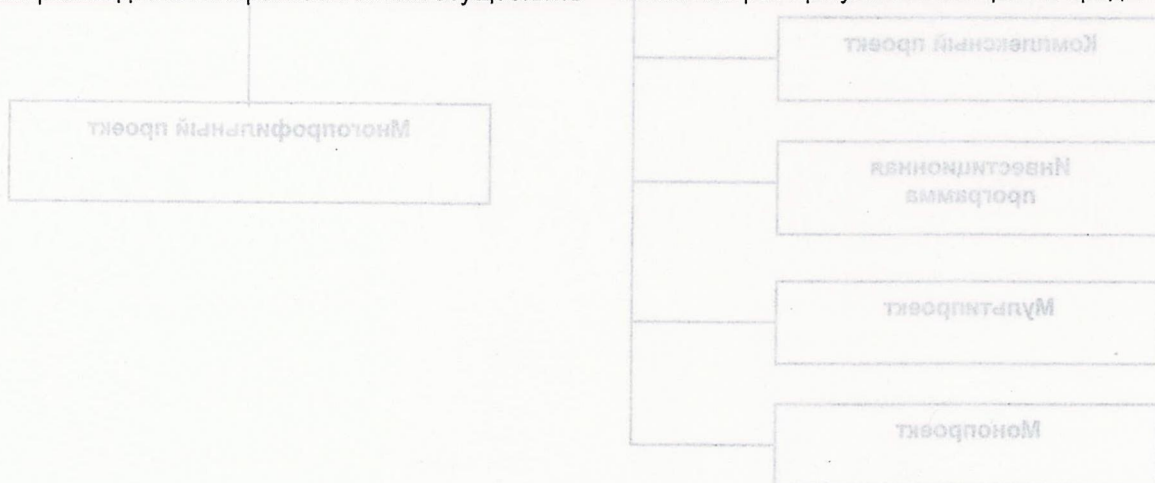 Комплексный проект
Многопрофильный проект
Инвестиционная
программа
Мультипроект
Монопроект